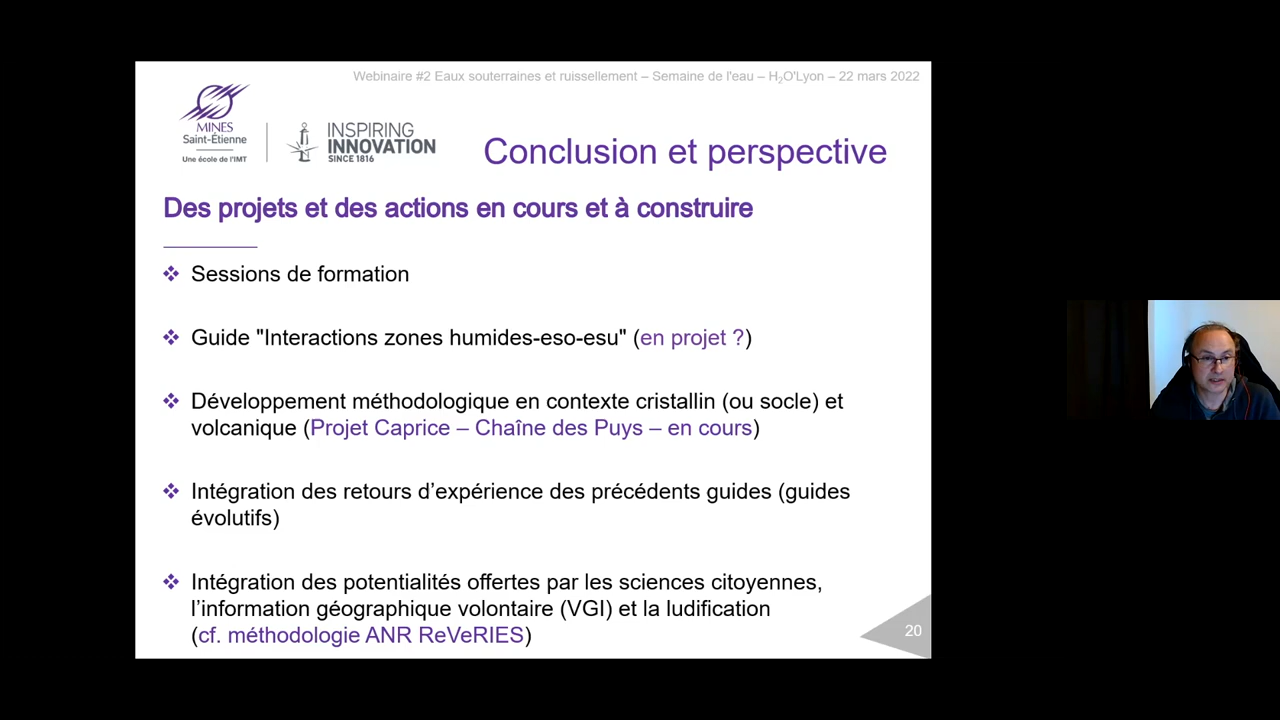 Webinaire #2 Eaux souterraines et ruissellement – Semaine de l'eau – H₂O'Lyon – 22 mars 2022
MINES
Saint-Étienne
Une école de l'IMT
INSPIRING
INNOVATION
SINCE 1816
Conclusion et perspective
Des projets et des actions en cours et à construire
❖ Sessions de formation
❖ Guide "Interactions zones humides-eso-esu" (en projet ?)
❖ Développement méthodologique en contexte cristallin (ou socle) et
volcanique (Projet Caprice – Chaîne des Puys – en cours)
❖ Intégration des retours d’expérience des précédents guides (guides
évolutifs)
❖ Intégration des potentialités offertes par les sciences citoyennes,
l’information géographique volontaire (VGI) et la ludification
(cf. méthodologie ANR ReVeRIES)
20